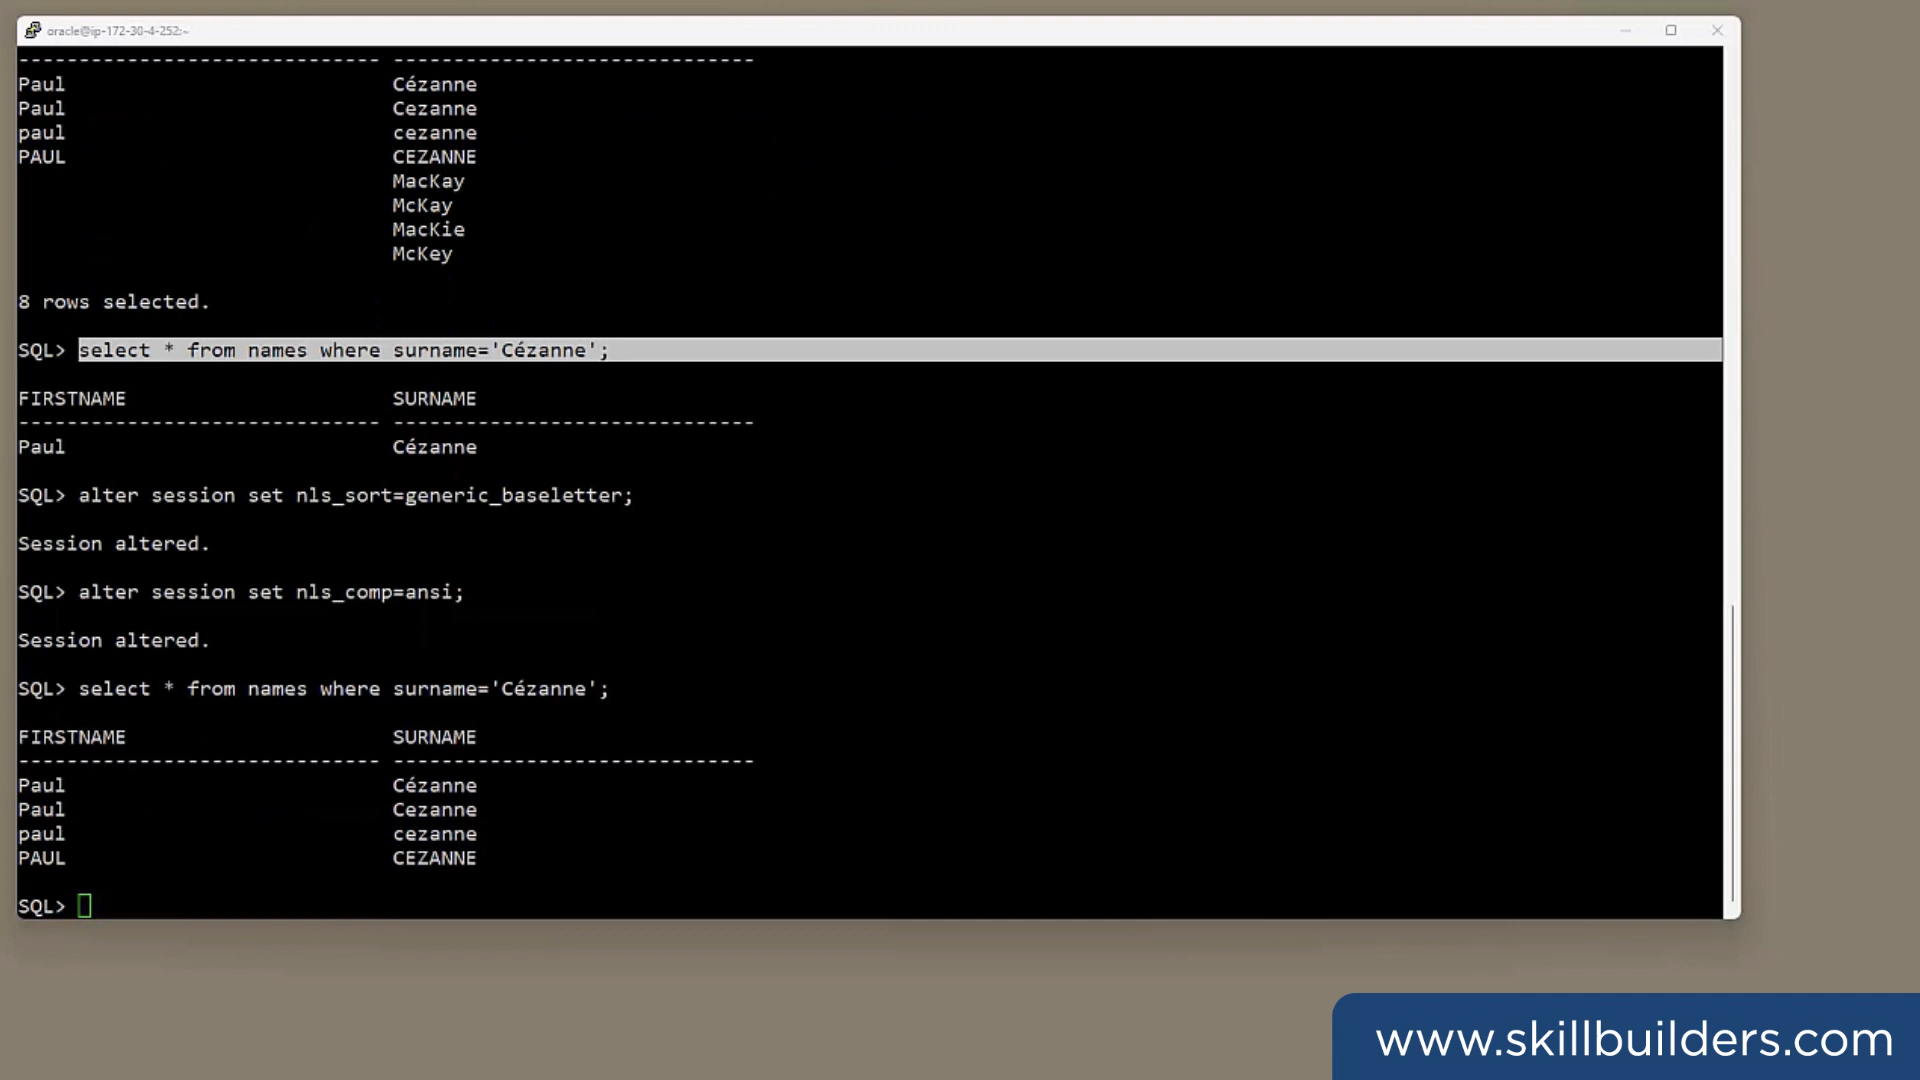 oracle@ip-172-30-4-252:~
------------------------------ ------------------------------
Paul Cézanne
Paul Cezanne
paul cezanne
PAUL CEZANNE
MacKay
McKay
MacKie
McKey
8 rows selected.
SQL> select * from names where surname='Cézanne';
FIRSTNAME SURNAME
------------------------------ ------------------------------
Paul Cézanne
SQL> alter session set nls_sort=generic_baseletter;
Session altered.
SQL> alter session set nls_comp=ansi;
Session altered.
SQL> select * from names where surname='Cézanne';
FIRSTNAME SURNAME
------------------------------ ------------------------------
Paul Cézanne
Paul Cezanne
paul cezanne
PAUL CEZANNE
SQL>
www.skillbuilders.com